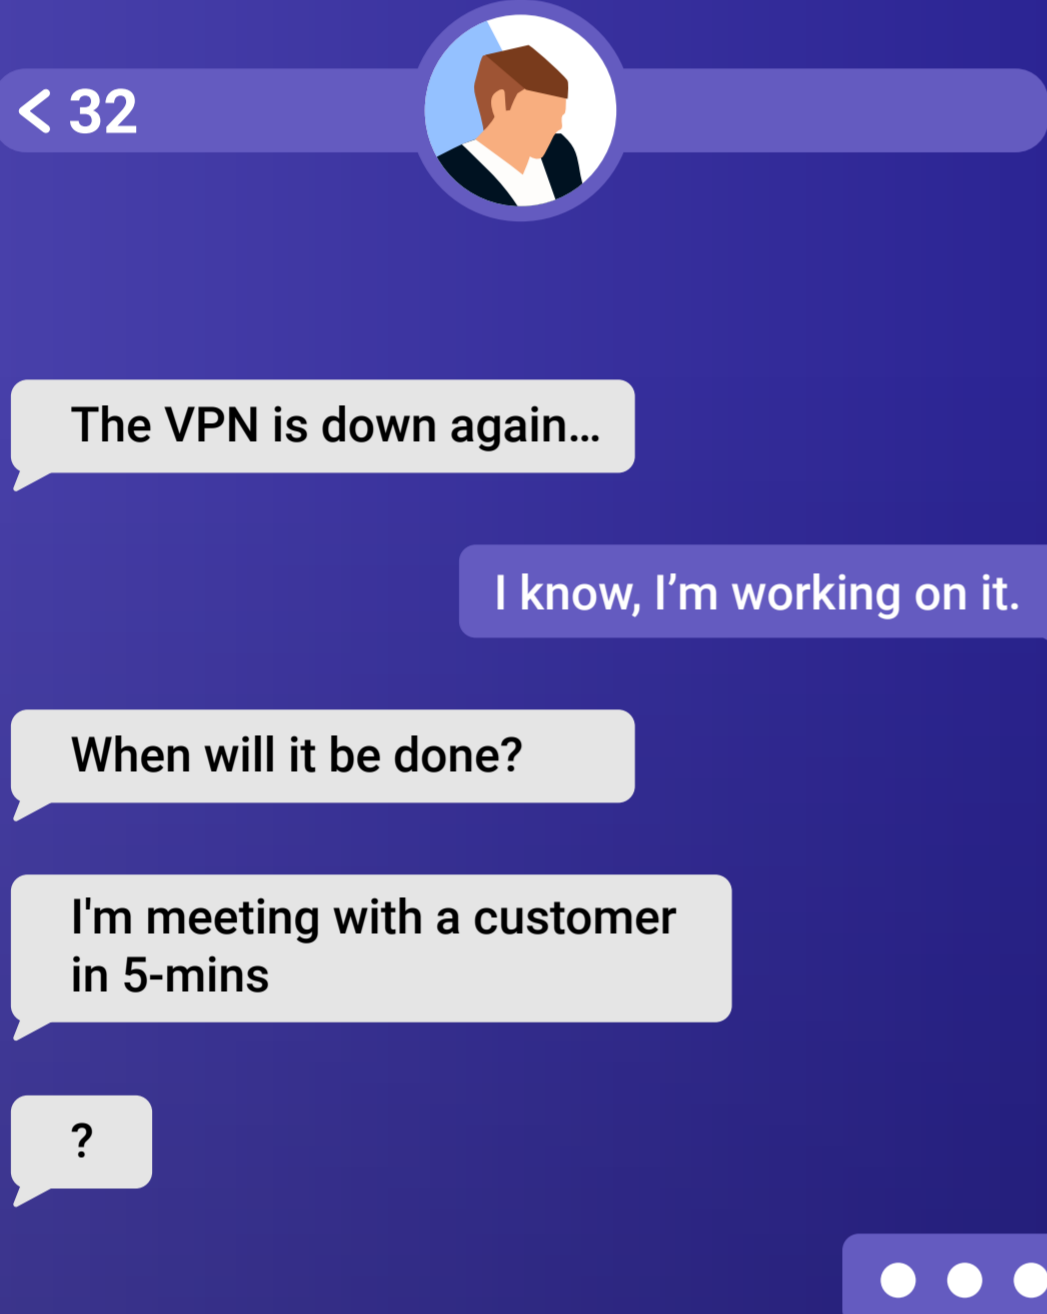 < 32
The VPN is down again...
I know, I’m working on it.
When will it be done?
I'm meeting with a customer
in 5-mins
?